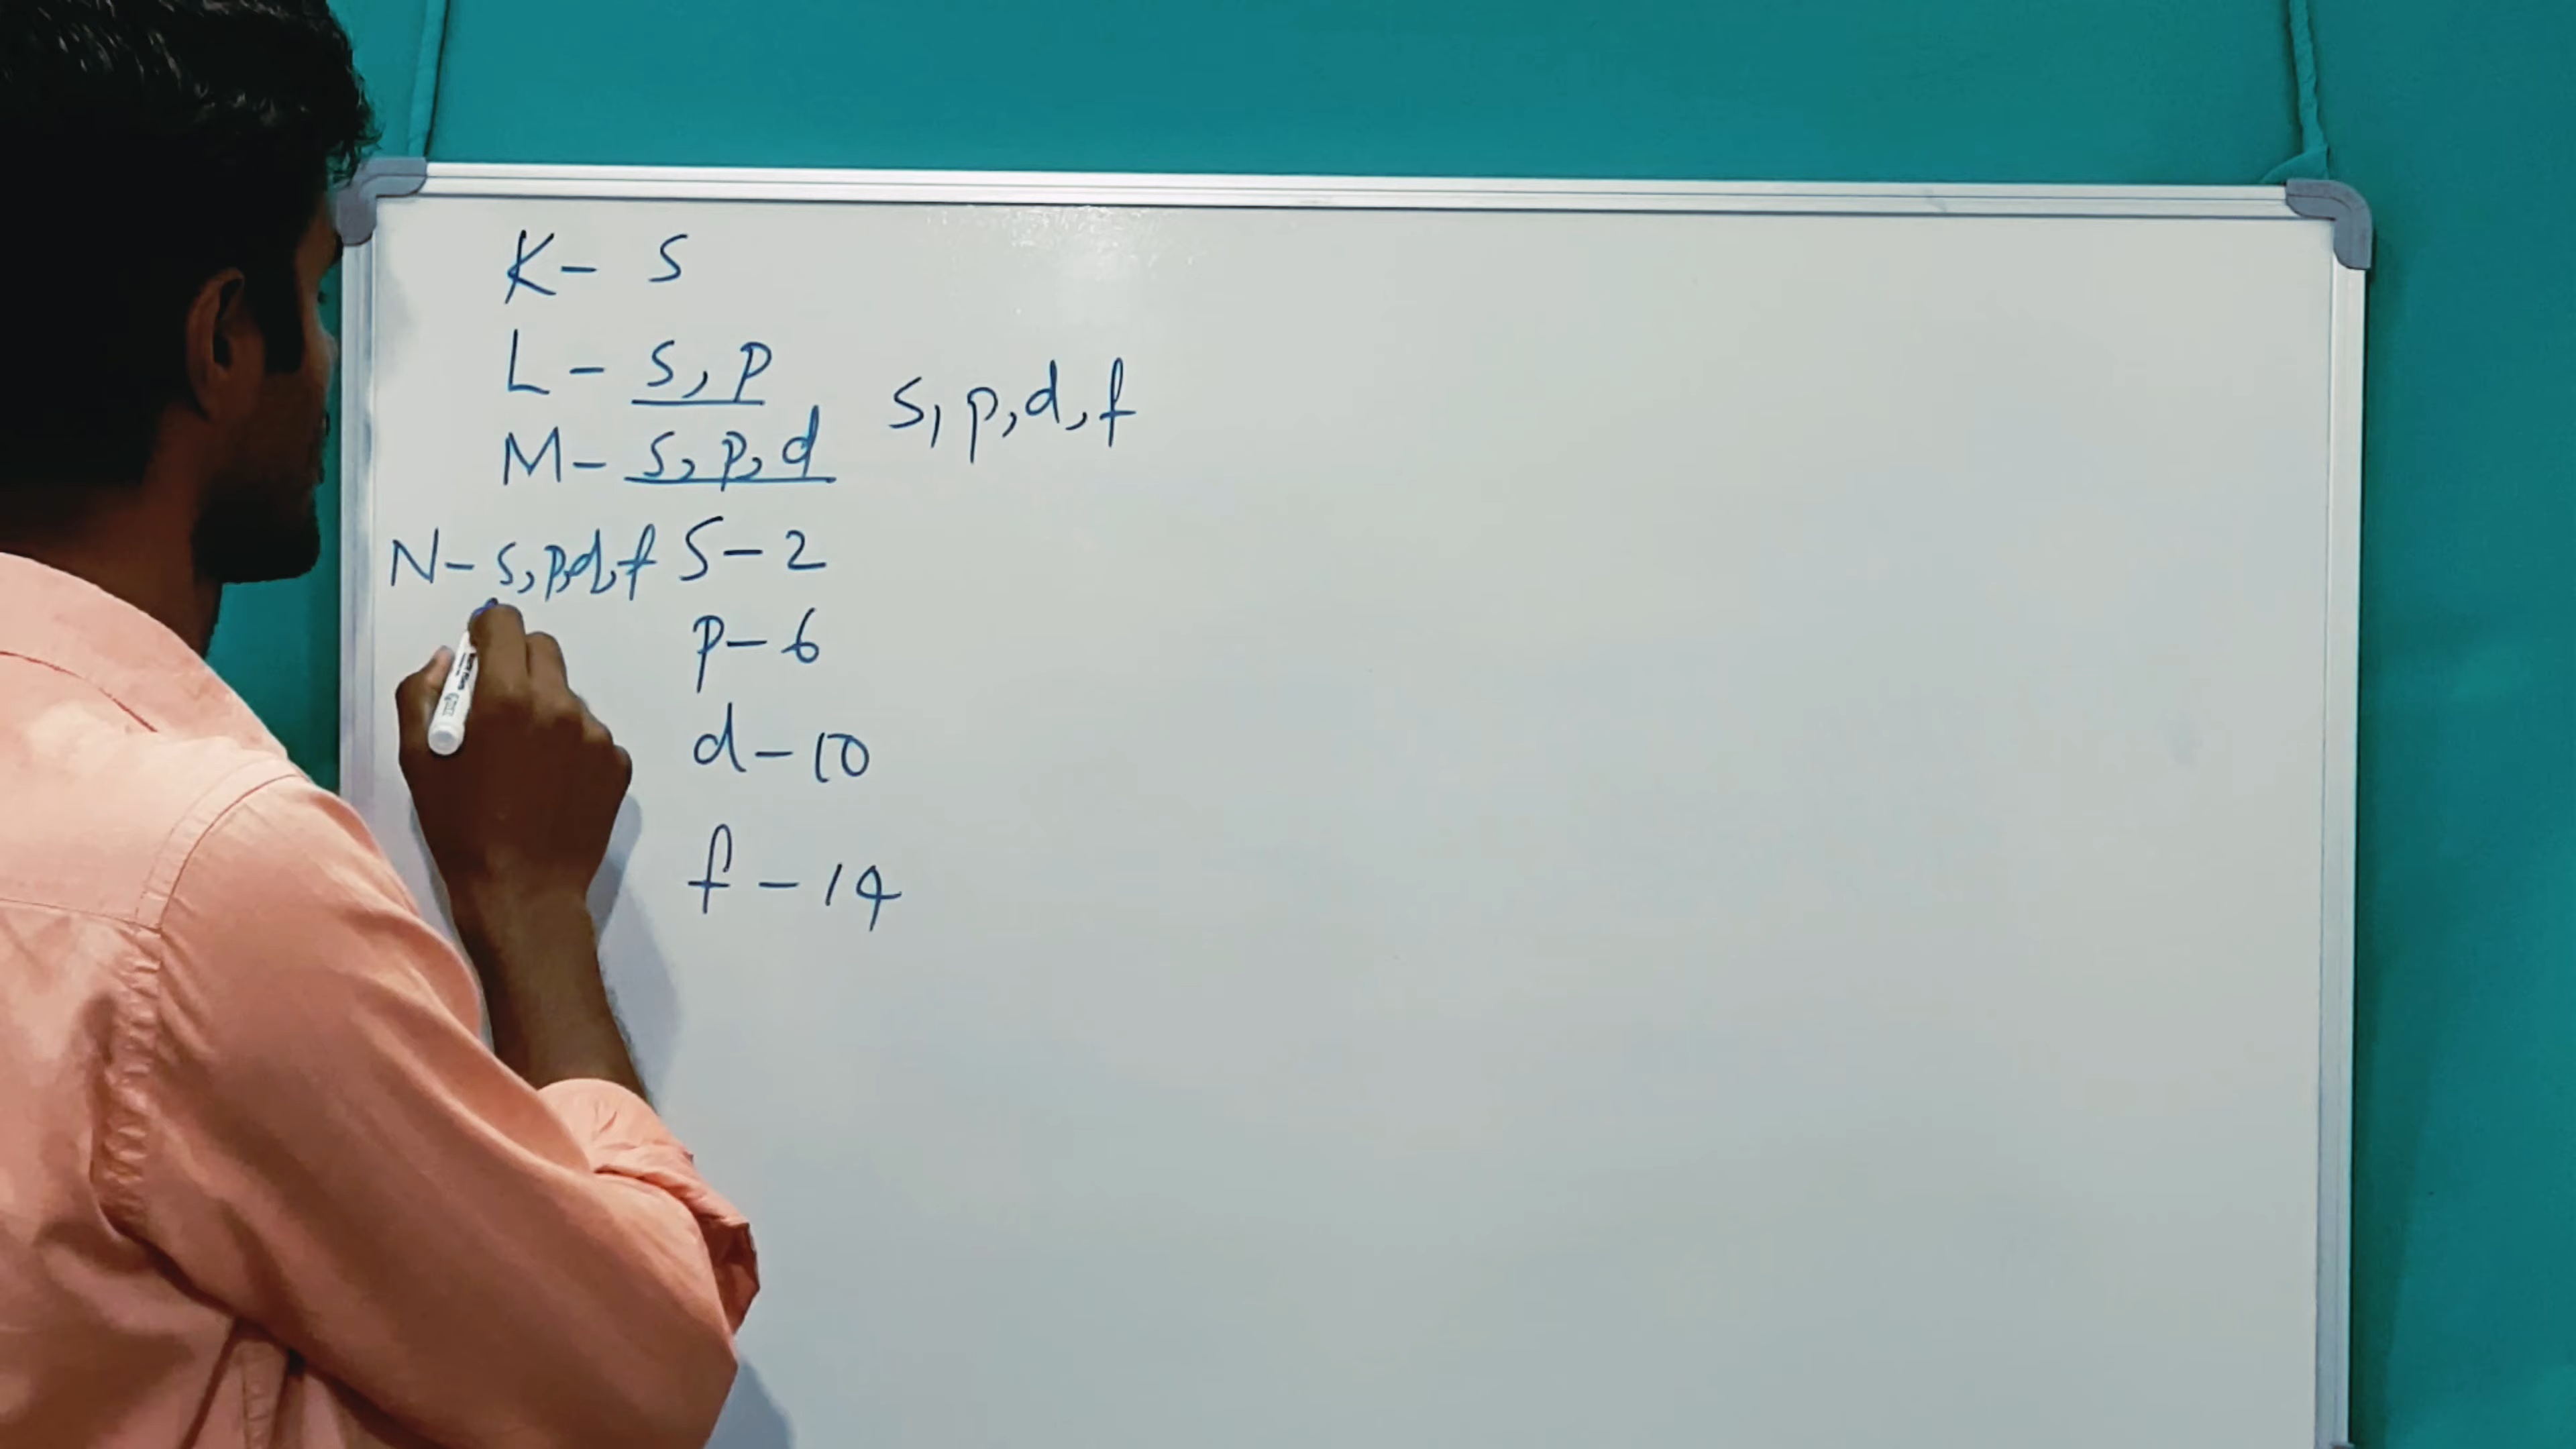 K- s
L - s, p
s, p, d, f
M- s, p, d
N- s, p, d, f
S-2
p-6
d-10
f-14